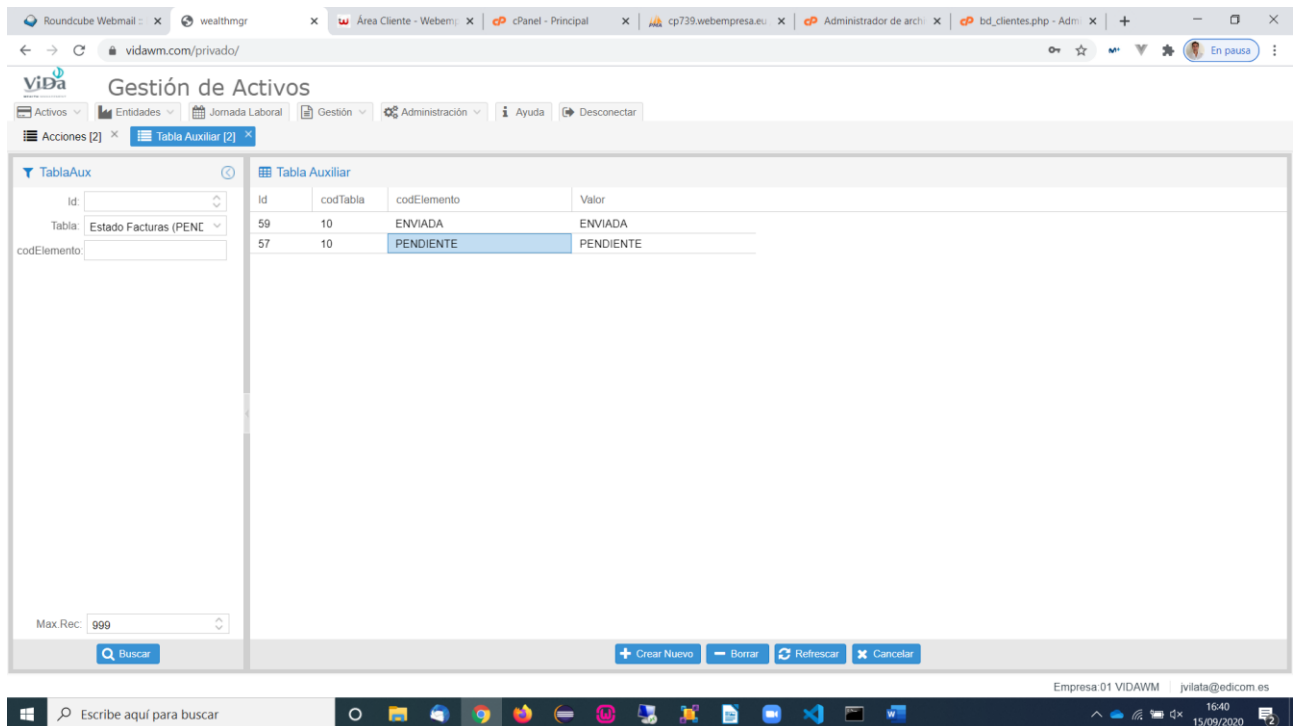 Roundcube Webmail ::
wealthmgr
Área Cliente - Webemp
cPanel - Principal
cp739.webempresa.eu
Administrador de archi
bd_clientes.php - Admi
vidawm.com/privado/
En pausa
ViDa
Gestión de Activos
Activos
Entidades
Jornada Laboral
Gestión
Administración
Ayuda
Desconectar
Acciones [2]
Tabla Auxiliar [2]
TablaAux
Tabla Auxiliar
Id:
Id codTabla codElemento Valor
Tabla: Estado Facturas (PEND
59 10 ENVIADA ENVIADA
codElemento:
57 10 PENDIENTE PENDIENTE
Max.Rec: 999
Buscar
Crear Nuevo
Borrar
Refrescar
Cancelar
Empresa:01 VIDAWM
jvilata@edicom.es
Escribe aquí para buscar
16:40
15/09/2020